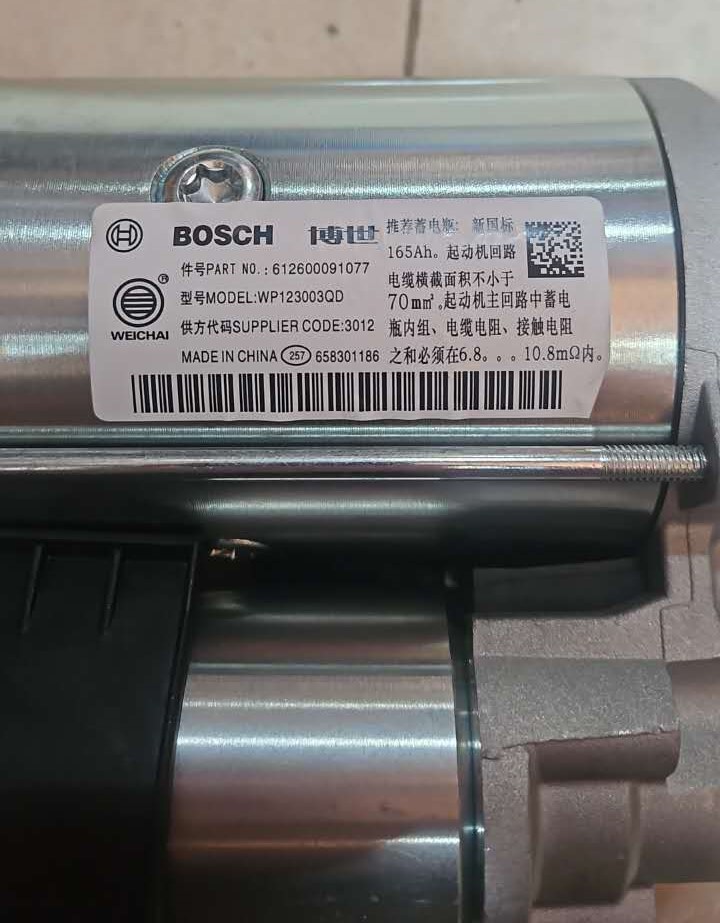 BOSCH 博世
件号PART NO.:612600091077
型号MODEL:WP123003QD
WEICHAI
®
供方代码SUPPLIER CODE:3012
MADE IN CHINA 257 658301186
推荐蓄电瓶:新国标
165Ah。起动机回路
电缆横截面积不小于
70mm²。起动机主回路中蓄电
瓶内组、电缆电阻、接触电阻
之和必须在6.8。。。10.8mΩ内。